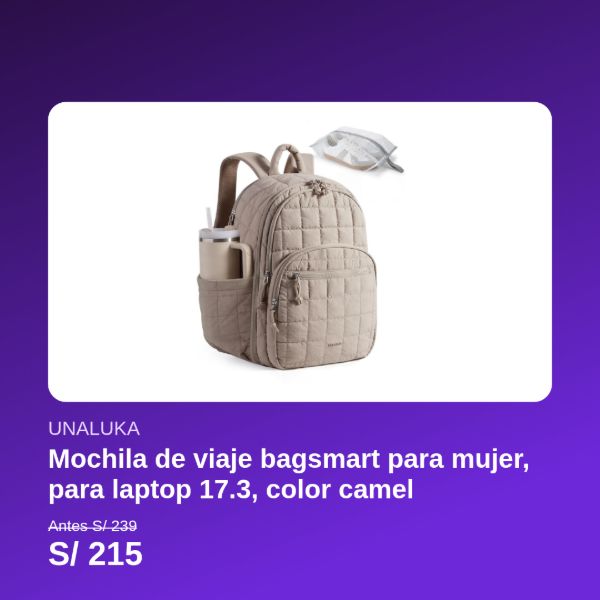 UNALUKA
Mochila de viaje bagsmart para mujer,
para laptop 17.3, color camel
Antes S/ 239
S/ 215